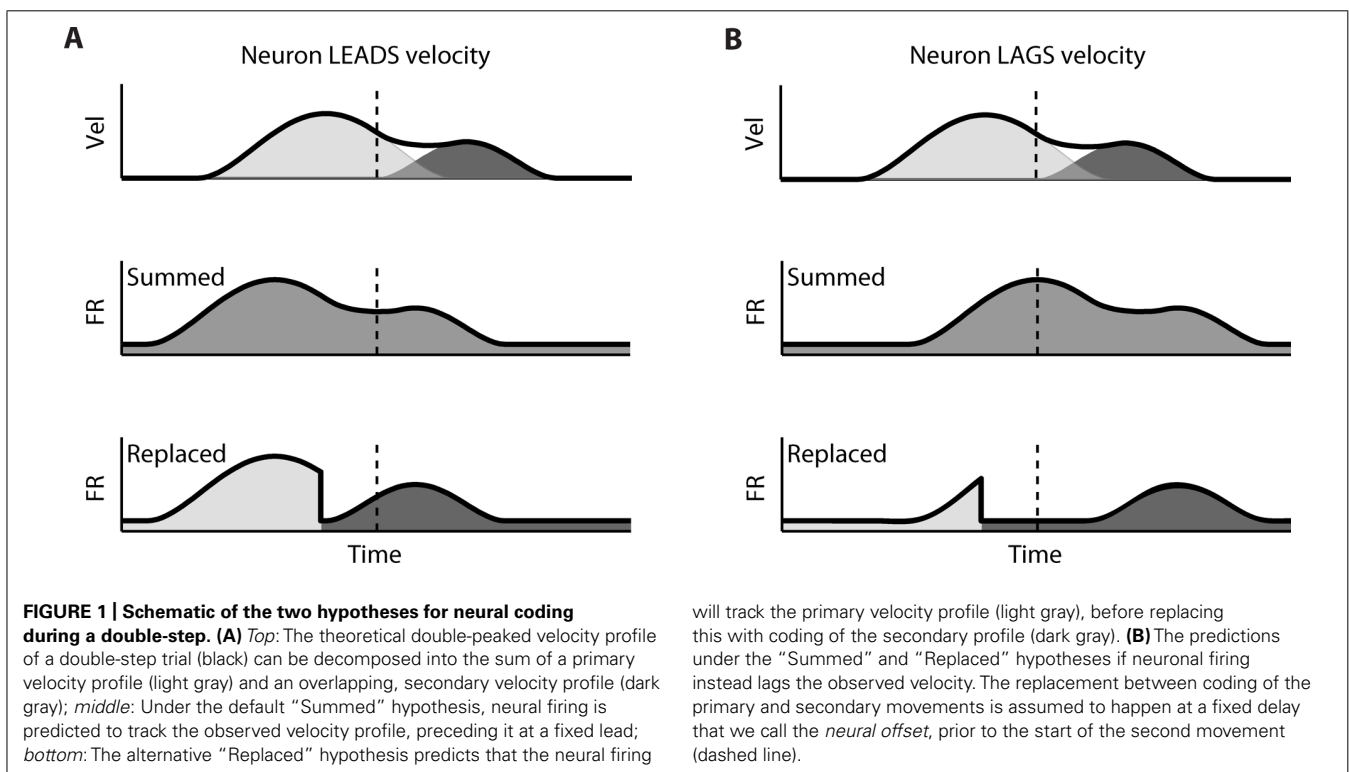 A
Neuron LEADS velocity
Vel
Summed
FR
Replaced
FR
Time
B
Neuron LAGS velocity
Vel
Summed
FR
Replaced
FR
Time
FIGURE 1 | Schematic of the two hypotheses for neural coding
during a double-step. (A) Top: The theoretical double-peaked velocity profile
of a double-step trial (black) can be decomposed into the sum of a primary
velocity profile (light gray) and an overlapping, secondary velocity profile (dark
gray); middle: Under the default “Summed” hypothesis, neural firing is
predicted to track the observed velocity profile, preceding it at a fixed lead;
bottom: The alternative “Replaced” hypothesis predicts that the neural firing
will track the primary velocity profile (light gray), before replacing
this with coding of the secondary profile (dark gray). (B) The predictions
under the “Summed” and “Replaced” hypotheses if neuronal firing
instead lags the observed velocity. The replacement between coding of the
primary and secondary movements is assumed to happen at a fixed delay
that we call the neural offset, prior to the start of the second movement
(dashed line).